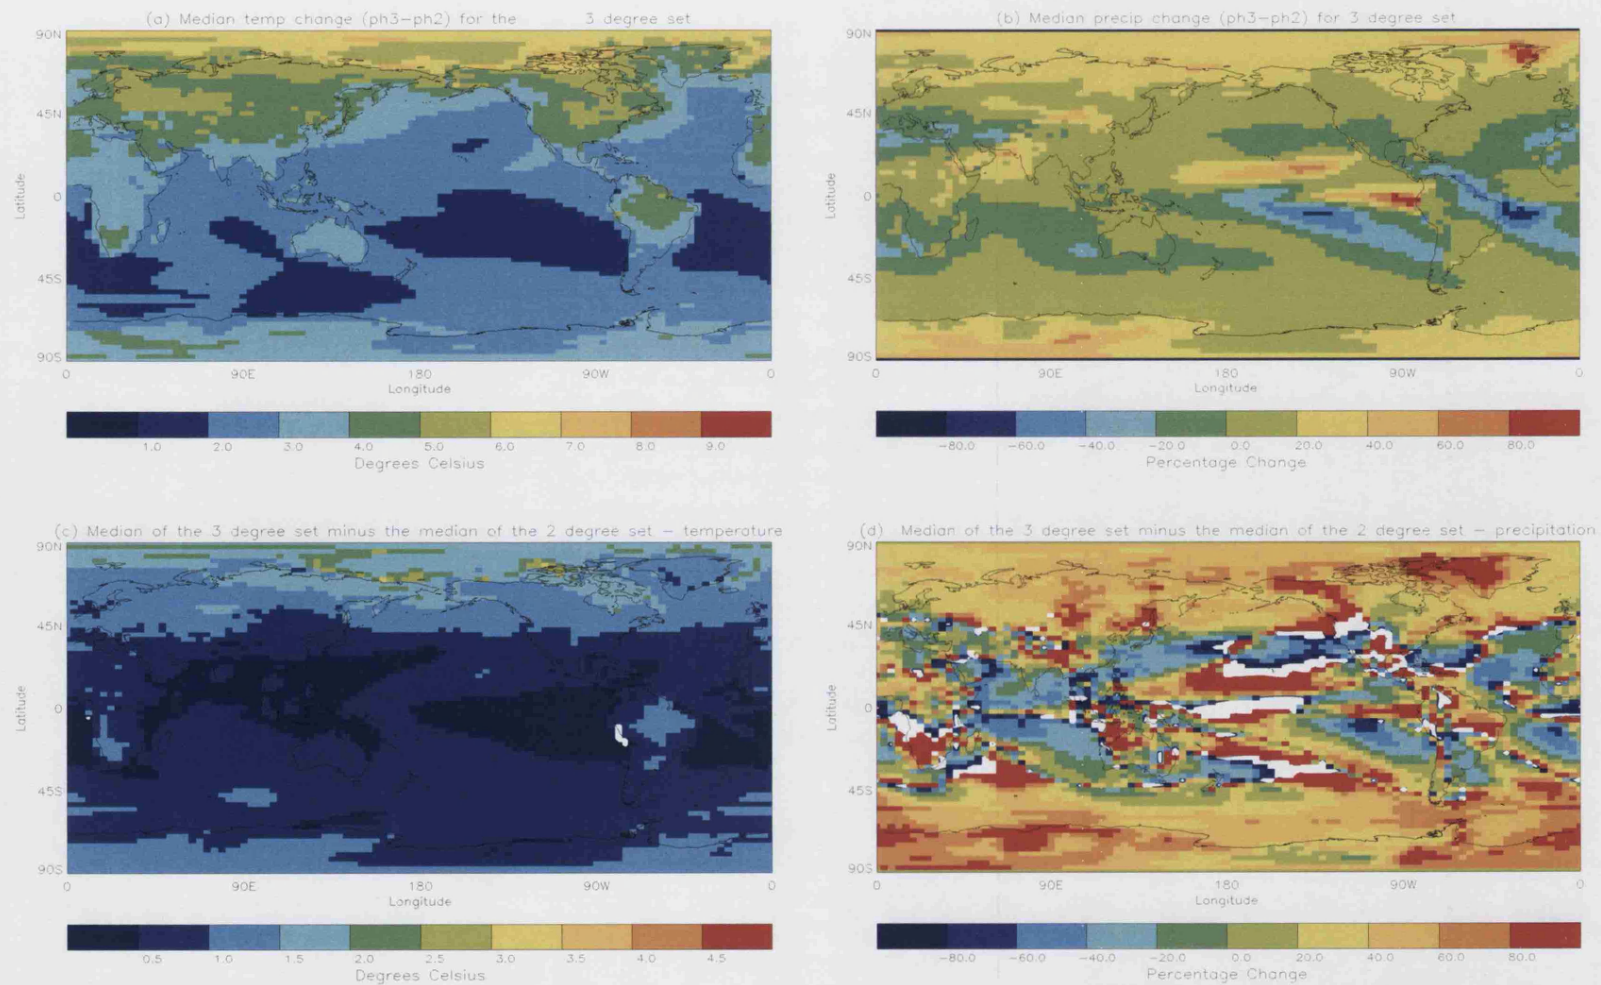 (a) Median temp change (ph3-ph2) for the 3 degree set
90N
45N
0
45S
90S
Latitude
0 90E 180 90W 0
Longitude
1.0 2.0 3.0 4.0 5.0 6.0 7.0 8.0 9.0
Degrees Celsius
(b) Median precip change (ph3-ph2) for 3 degree set
90N
45N
0
45S
90S
Latitude
0 90E 180 90W 0
Longitude
-80.0 -60.0 -40.0 -20.0 0.0 20.0 40.0 60.0 80.0
Percentage Change
(c) Median of the 3 degree set minus the median of the 2 degree set - temperature
90N
45N
0
45S
90S
Latitude
0 90E 180 90W 0
Longitude
0.5 1.0 1.5 2.0 2.5 3.0 3.5 4.0 4.5
Degrees Celsius
(d) Median of the 3 degree set minus the median of the 2 degree set - precipitation
90N
45N
0
45S
90S
Latitude
0 90E 180 90W 0
Longitude
-80.0 -60.0 -40.0 -20.0 0.0 20.0 40.0 60.0 80.0
Percentage Change